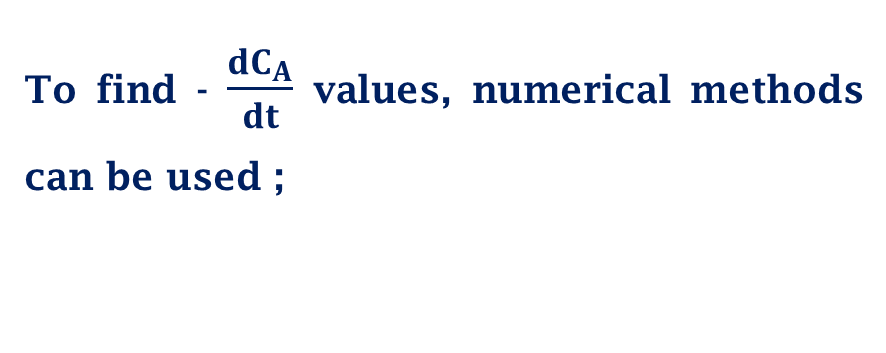 To find - dC_A/dt values, numerical methods
can be used ;